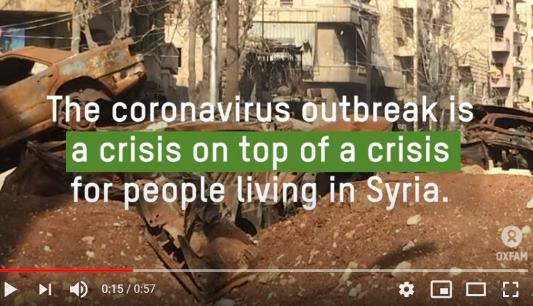 The coronavirus outbreak is
a crisis on top of a crisis
for people living in Syria.
OXFAM
0:15 / 0:57